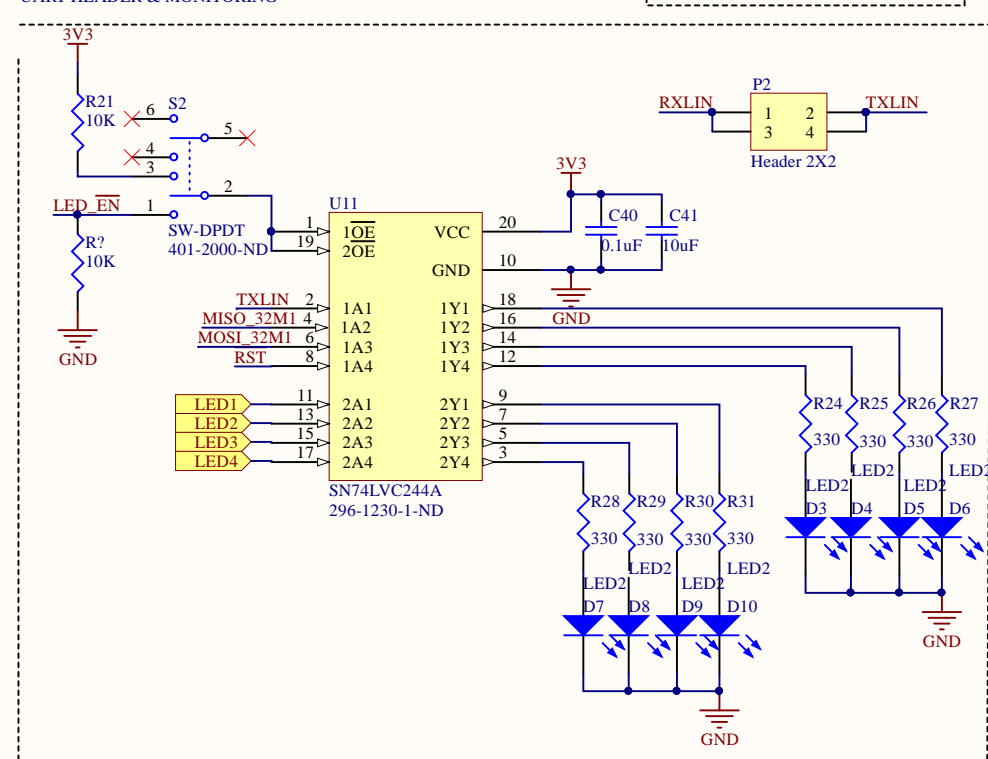 UART HEADER & MONITORING
3V3
R21
10K
6
S2
5
4
3
2
LED_EN
1
SW-DPDT
401-2000-ND
R?
10K
GND
P2
RXLIN
1 2
3 4
TXLIN
Header 2X2
3V3
C40
0.1uF
C41
10uF
GND
U11
1 1OE
19 2OE
VCC 20
GND 10
TXLIN 2 1A1 1Y1 18
MISO_32M1 4 1A2 1Y2 16
MOSI_32M1 6 1A3 1Y3 14
RST 8 1A4 1Y4 12
LED1 11 2A1 2Y1 9
LED2 13 2A2 2Y2 7
LED3 15 2A3 2Y3 5
LED4 17 2A4 2Y4 3
SN74LVC244A
296-1230-1-ND
R24 R25 R26 R27
330 330 330 330
LED2 LED2
LED2 LED2
D3 D4 D5 D6
GND
R28 R29 R30 R31
330 330 330 330
LED2 LED2
LED2 LED2
D7 D8 D9 D10
GND